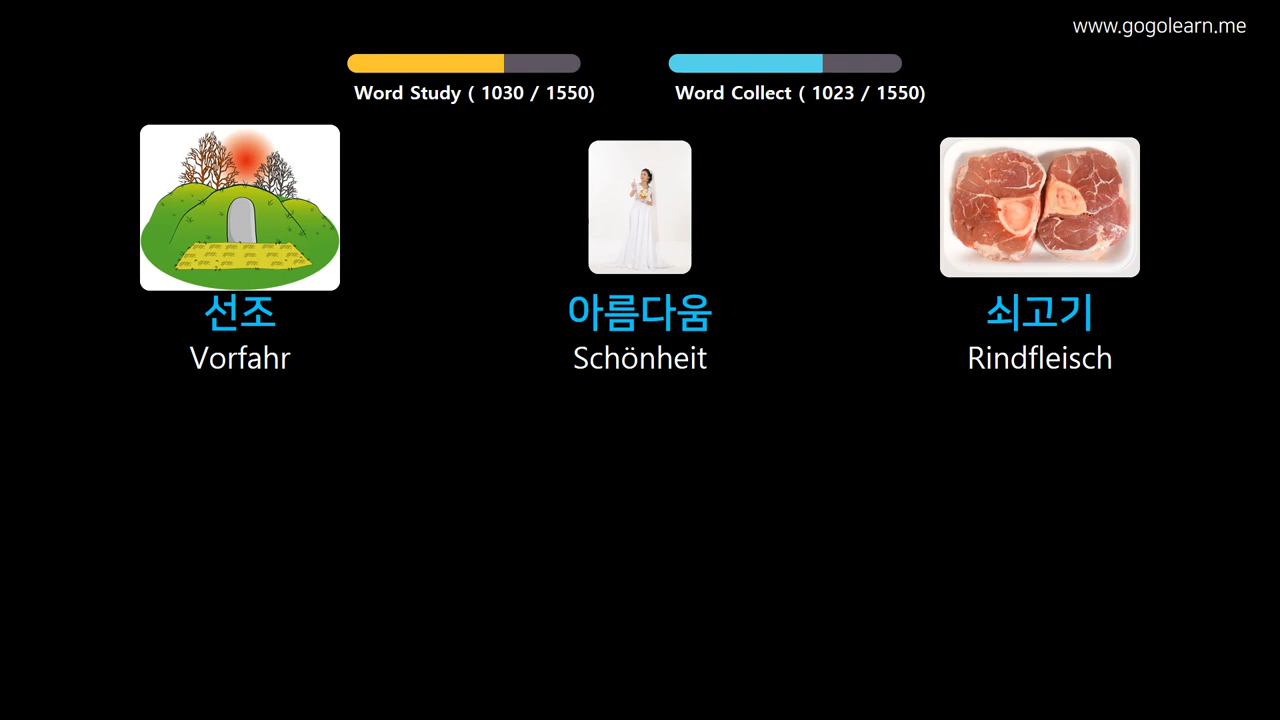 www.gogolearn.me
Word Study ( 1030 / 1550)
Word Collect ( 1023 / 1550)
선조
아름다움
쇠고기
Vorfahr
Schönheit
Rindfleisch